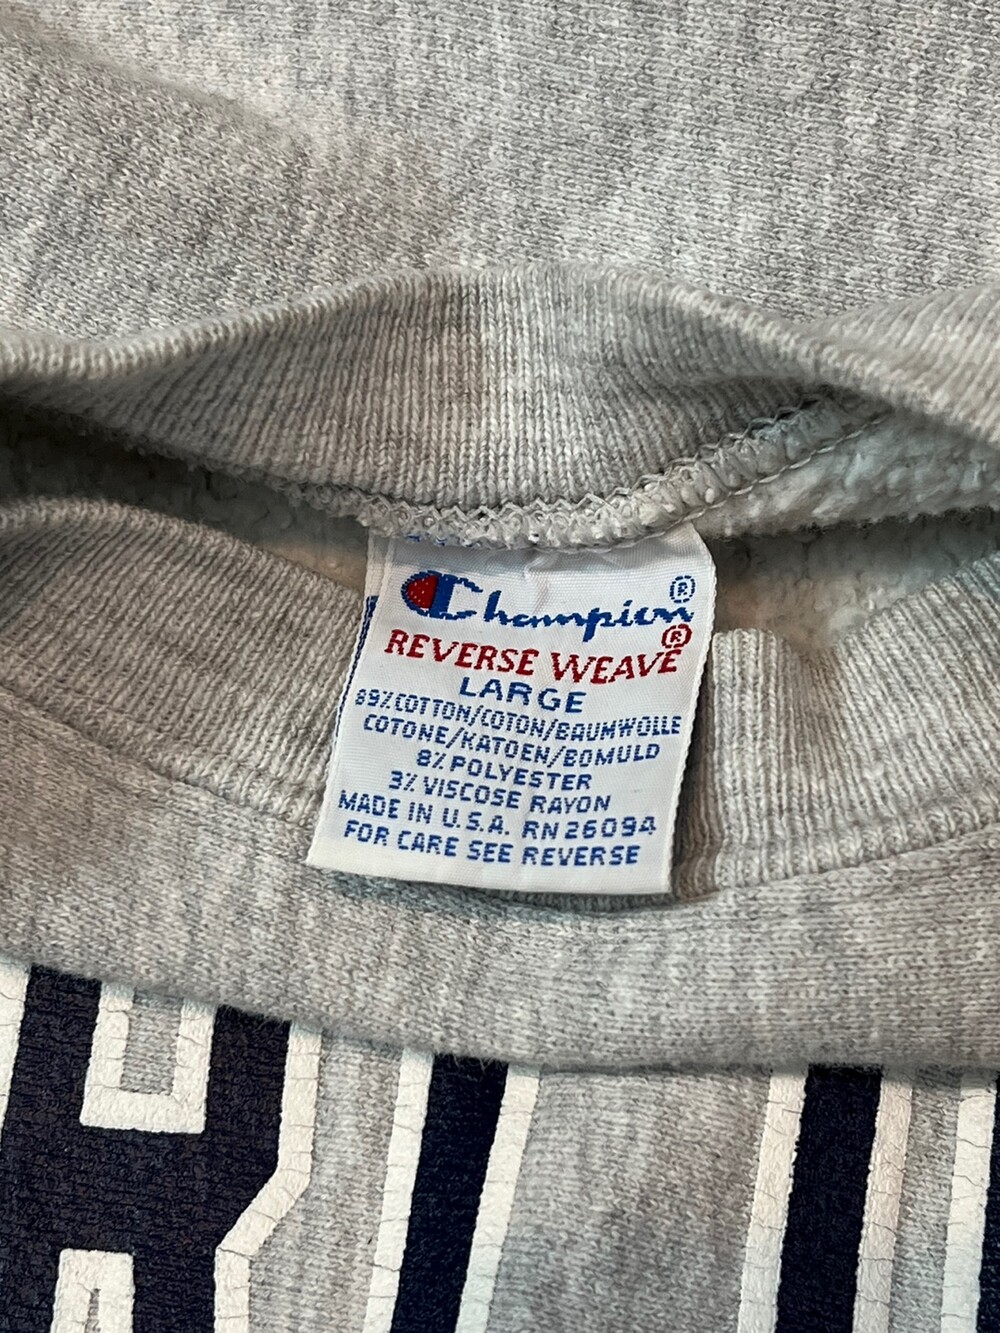 Champion®
REVERSE WEAVE®
LARGE
89% COTTON/COTON/BAUMWOLLE
COTONE/KATOEN/BOMULD
8% POLYESTER
3% VISCOSE RAYON
MADE IN U.S.A. RN 26094
FOR CARE SEE REVERSE